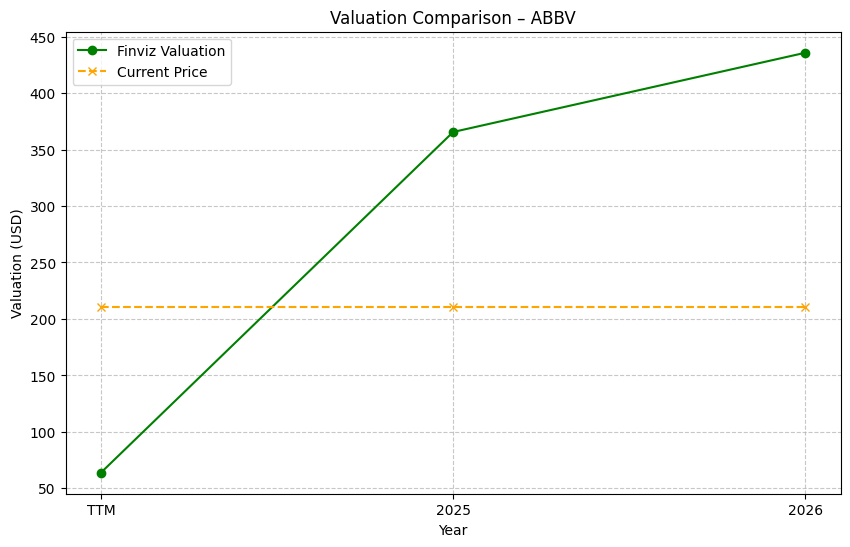 Valuation Comparison – ABBV
Finviz Valuation
Current Price
Valuation (USD)
450
400
350
300
250
200
150
100
50
TTM
2025
2026
Year